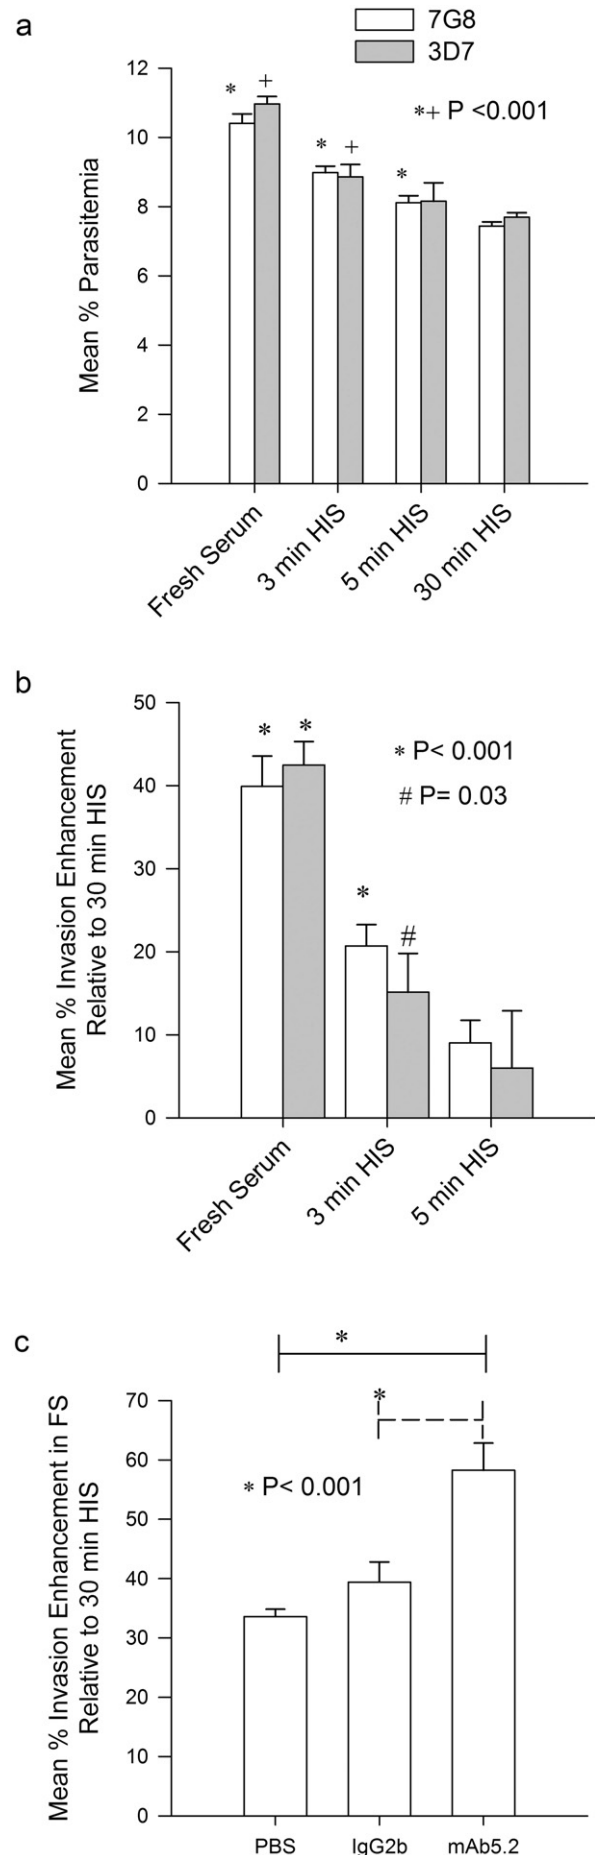 a
7G8
3D7
12
10
8
6
4
2
0
Mean % Parasitemia
* + * + *
*+ P <0.001
Fresh Serum
3 min HIS
5 min HIS
30 min HIS
b
50
40
30
20
10
0
Mean % Invasion Enhancement
Relative to 30 min HIS
* * * #
* P< 0.001
# P= 0.03
Fresh Serum
3 min HIS
5 min HIS
c
*
*
70
60
50
40
30
20
10
0
Mean % Invasion Enhancement in FS
Relative to 30 min HIS
* P< 0.001
PBS
IgG2b
mAb5.2